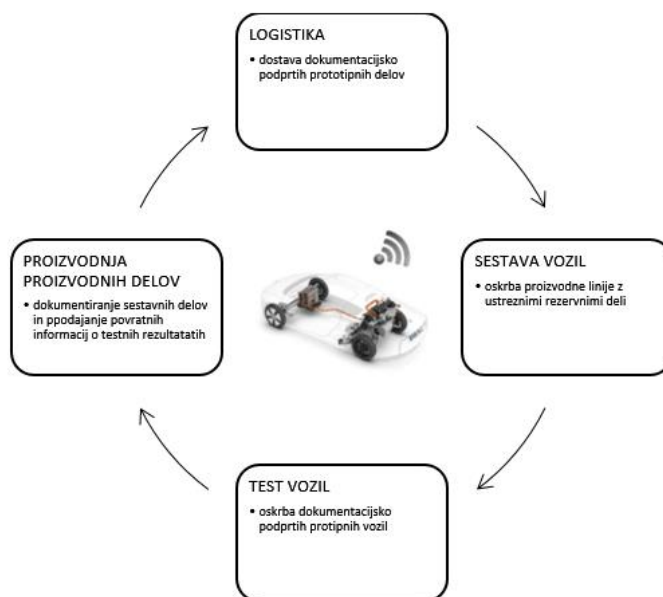 LOGISTIKA
• dostava dokumentacijsko
podprtih prototipnih delov
SESTAVA VOZIL
• oskrba proizvodne linije z
ustreznimi rezervnimi deli
TEST VOZIL
• oskrba dokumentacijsko
podprtih protipnih vozil
PROIZVODNJA
PROIZVODNIH DELOV
• dokumentiranje sestavnih delov
in ppodajanje povratnih
informacij o testnih rezultatatih